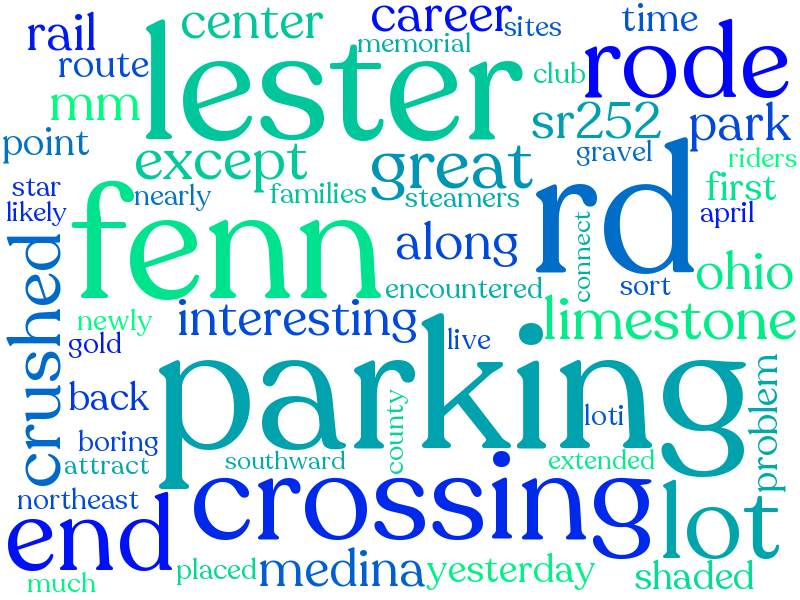 rail
center
career
sites
time
route
memorial
lester
rode
mm
club
sr252
park
point
except
great
gravel
riders
star
nearly
families
steamers
first
likely
fenn
rd
april
along
connect
ohio
crushed
encountered
sort
newly
interesting
limestone
gold
live
parking
back
county
loti
problem
boring
attract
southward
extended
northeast
crossing
end
lot
medina
yesterday
placed
shaded
much